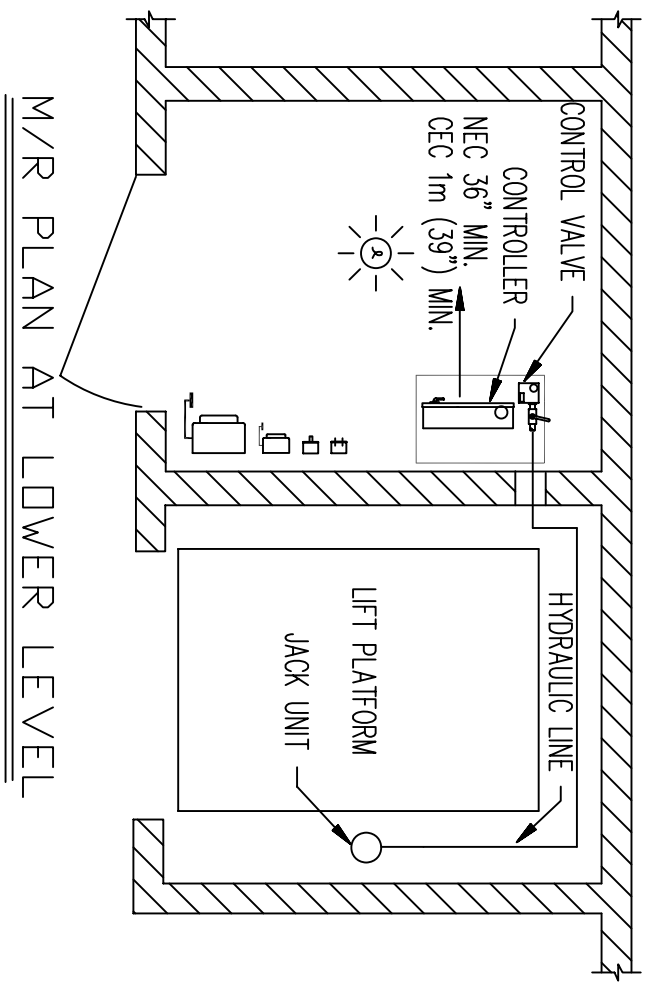 CONTROL VALVE
CONTROLLER
NEC 36" MIN.
CEC 1m (39") MIN.
HYDRAULIC LINE
LIFT PLATFORM
JACK UNIT
M/R PLAN AT LOWER LEVEL